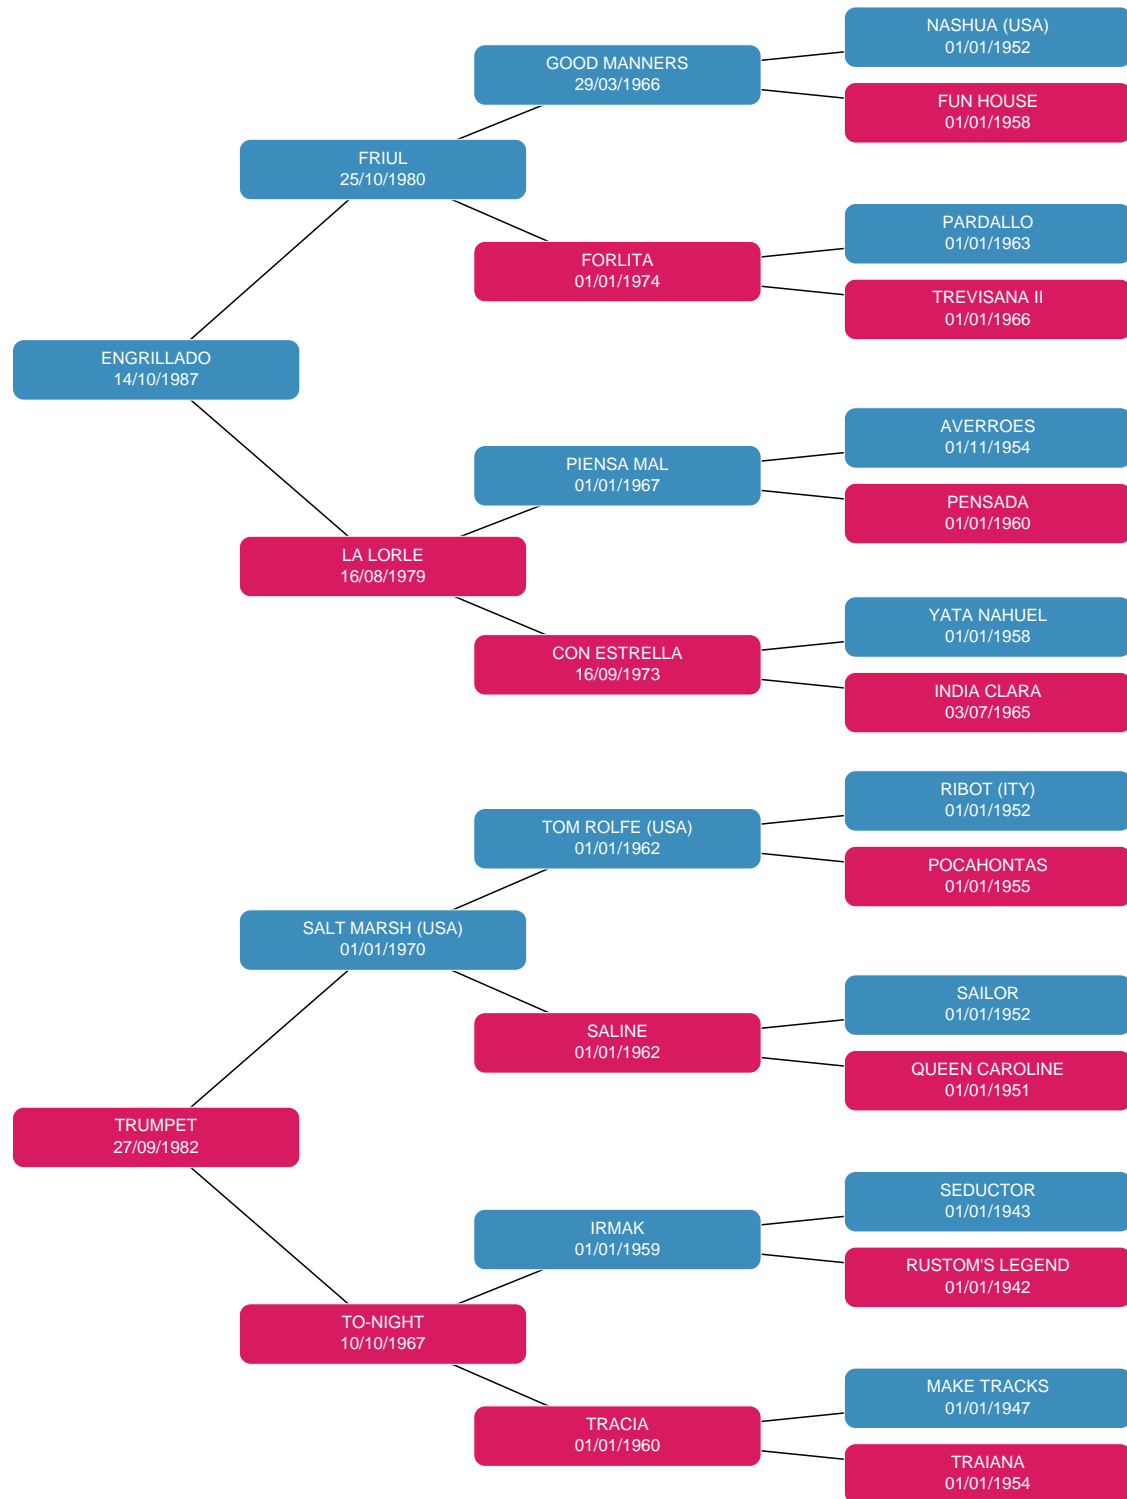 NASHUA (USA)
01/01/1952
GOOD MANNERS
29/03/1966
FUN HOUSE
01/01/1958
FRIUL
25/10/1980
PARDALLO
01/01/1963
FORLITA
01/01/1974
TREVISANA II
01/01/1966
ENGRILLADO
14/10/1987
AVERROES
01/11/1954
PIENSA MAL
01/01/1967
PENSADA
01/01/1960
LA LORLE
16/08/1979
YATA NAHUEL
01/01/1958
CON ESTRELLA
16/09/1973
INDIA CLARA
03/07/1965
RIBOT (ITY)
01/01/1952
TOM ROLFE (USA)
01/01/1962
POCAHONTAS
01/01/1955
SALT MARSH (USA)
01/01/1970
SAILOR
01/01/1952
SALINE
01/01/1962
QUEEN CAROLINE
01/01/1951
TRUMPET
27/09/1982
SEDUCTOR
01/01/1943
IRMAK
01/01/1959
RUSTOM'S LEGEND
01/01/1942
TO-NIGHT
10/10/1967
MAKE TRACKS
01/01/1947
TRACIA
01/01/1960
TRAIANA
01/01/1954